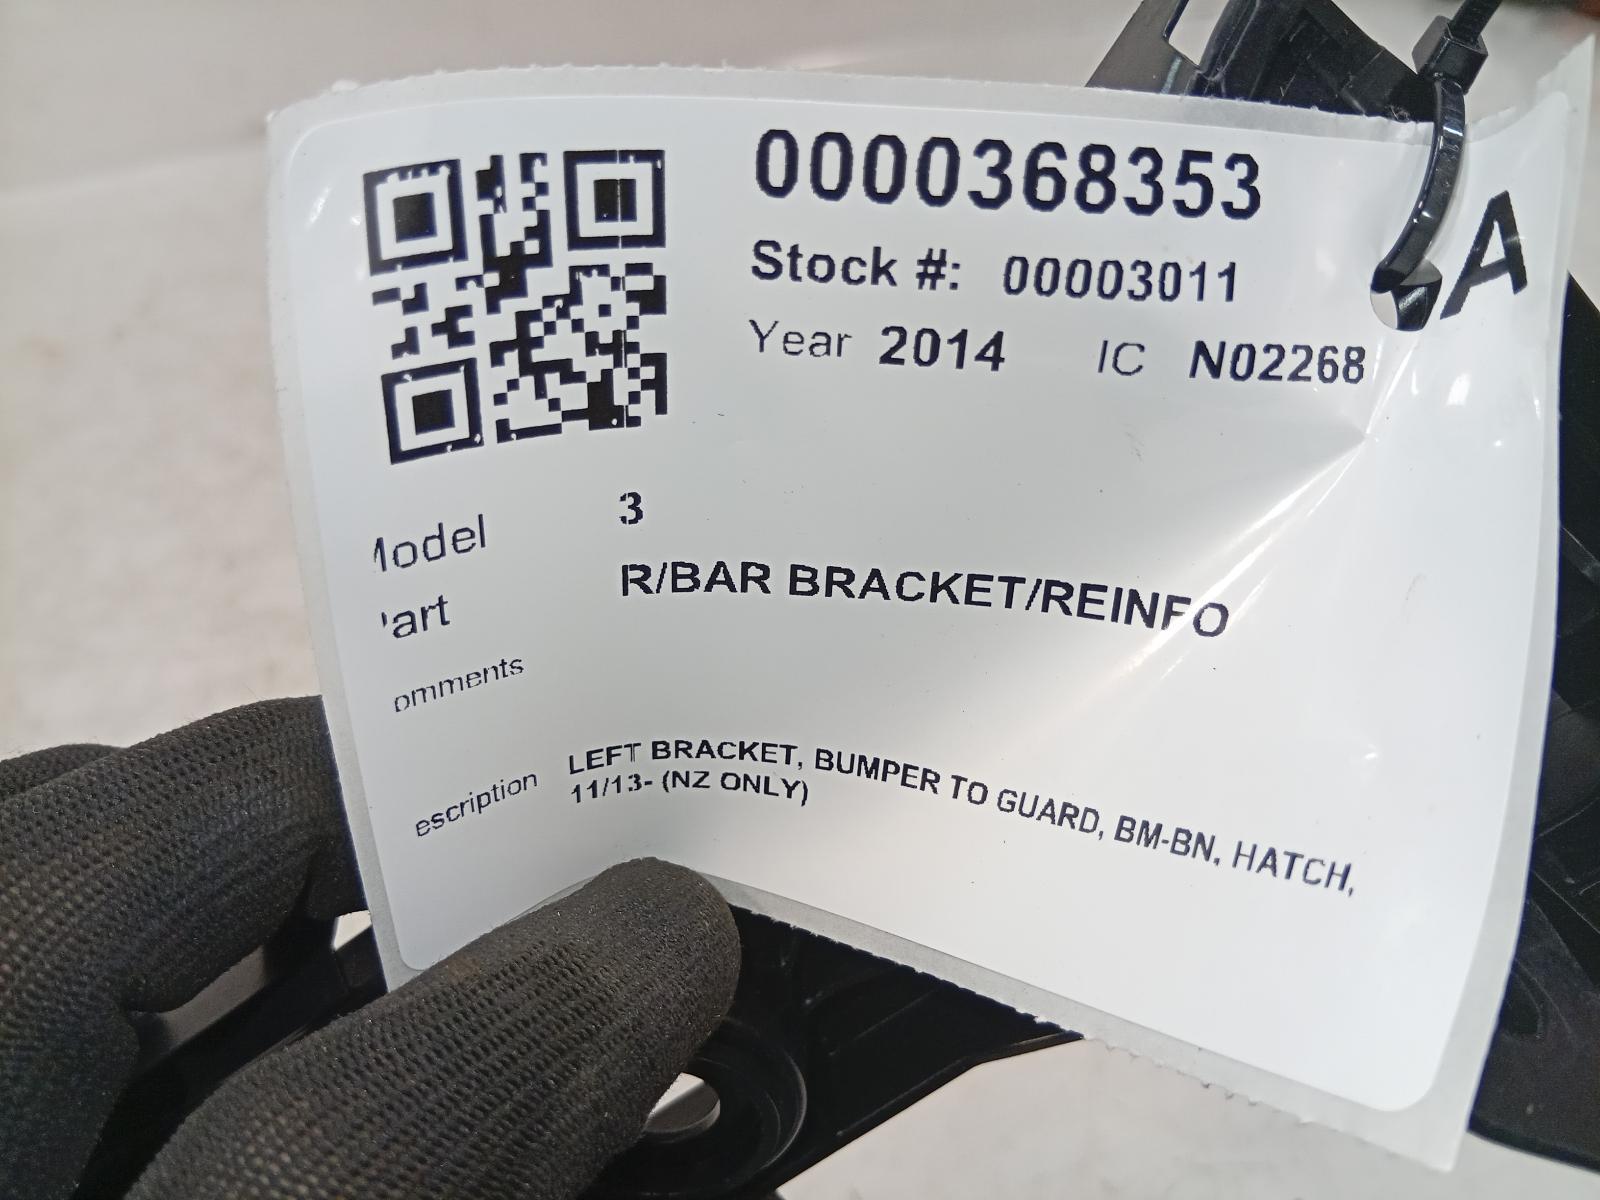 0000368353
Stock #: 00003011
A
Year 2014 IC N02268
Model 3
Part R/BAR BRACKET/REINFO
omments
escription LEFT BRACKET, BUMPER TO GUARD, BM-BN, HATCH,
11/13- (NZ ONLY)